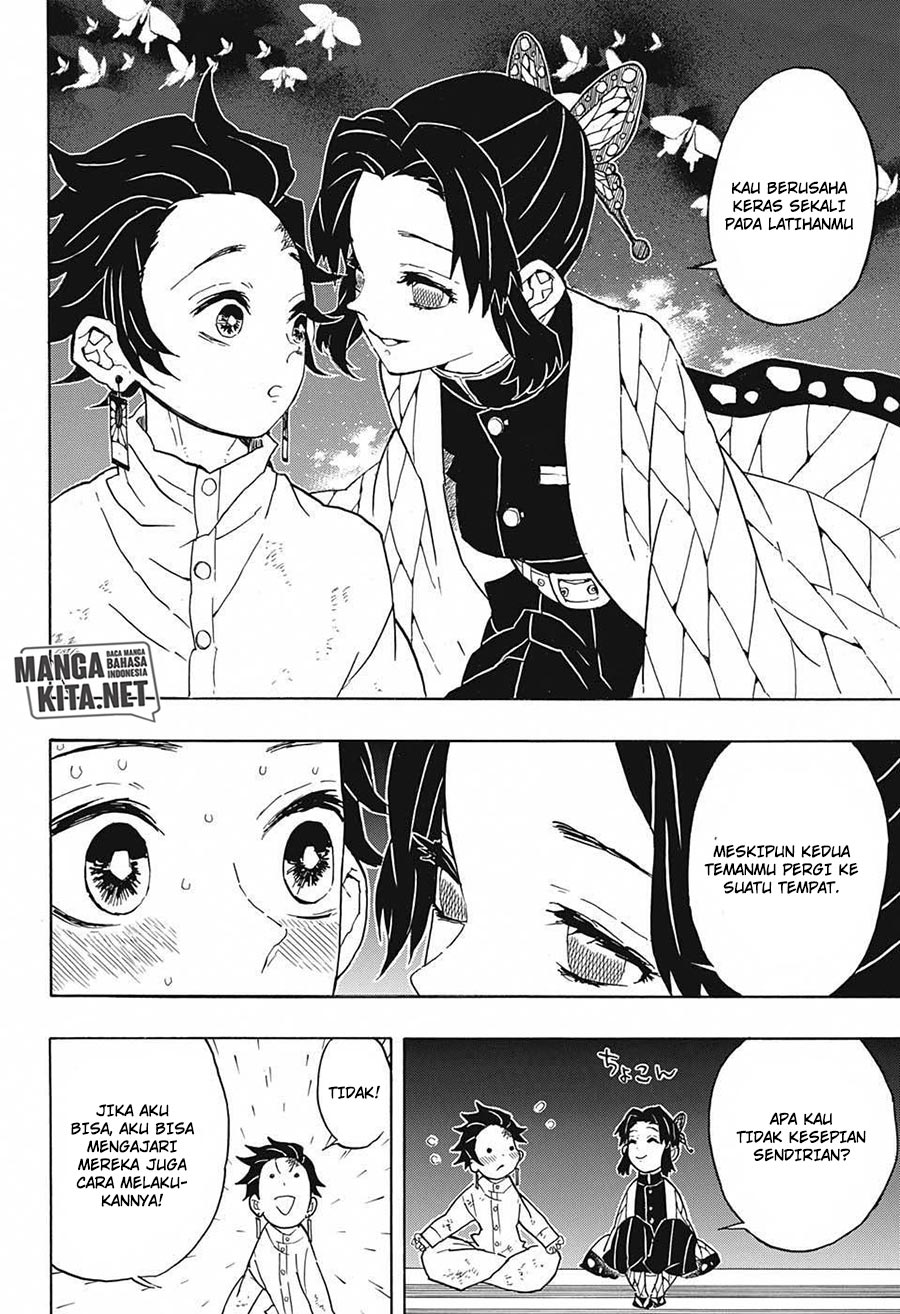 KAU BERUSAHA
KERAS SEKALI
PADA LATIHANMU
MANGA
KITA.NET
BACA MANGA
BAHASA
INDONESIA
MESKIPUN KEDUA
TEMANMU PERGI KE
SUATU TEMPAT.
ちょこん
APA KAU
TIDAK KESEPIAN
SENDIRIAN?
TIDAK!
JIKA AKU
BISA, AKU BISA
MENGAJARI
MEREKA JUGA
CARA MELAKU-
KANNYA!